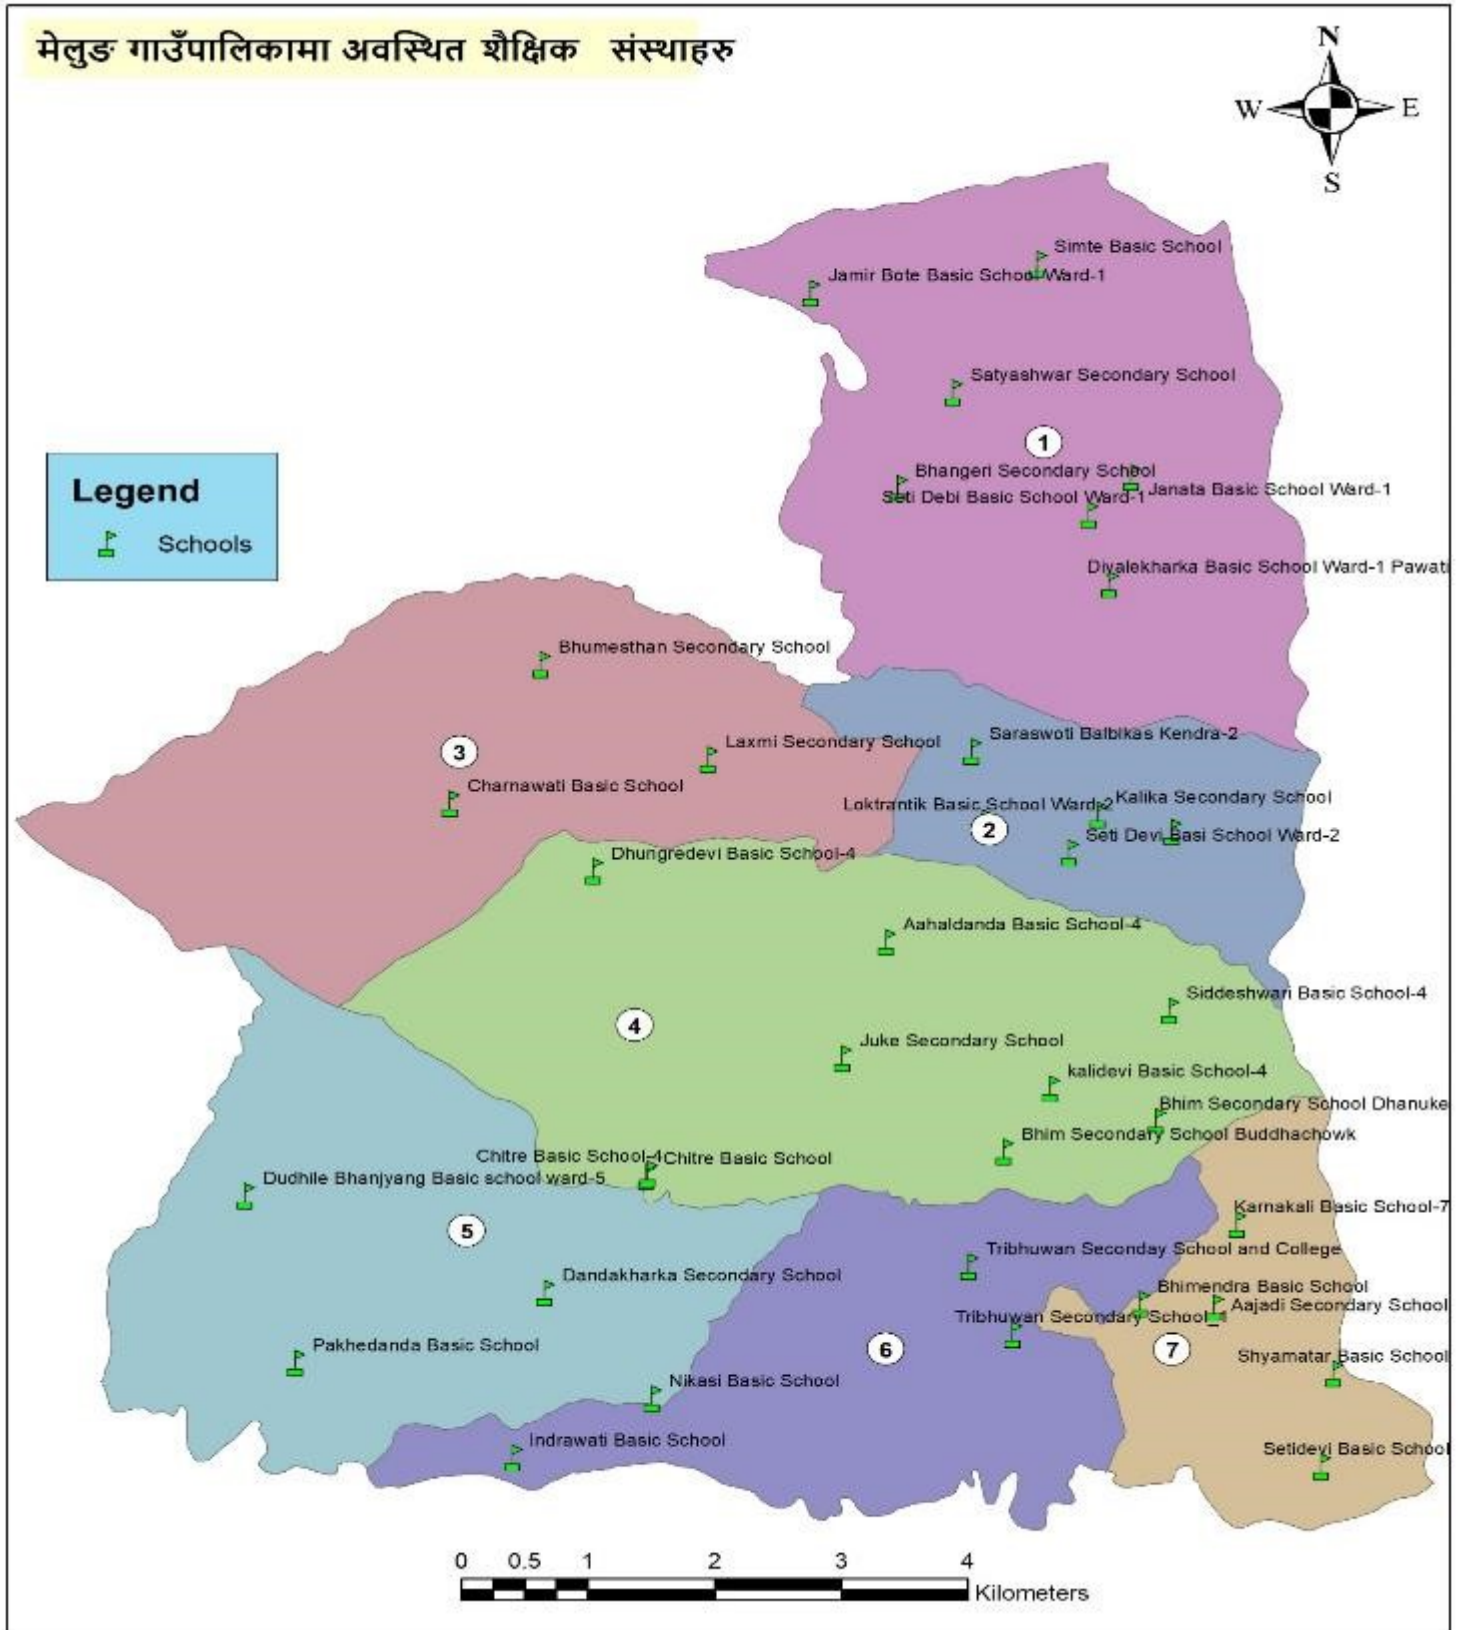 मेलुङ गाउँपालिकामा अवस्थित शैक्षिक संस्थाहरु
N
W
E
S
Simte Basic School
Jamir Bote Basic School Ward-1
Satyashwar Secondary School
1
Bhangeri Secondary School
Janata Basic School Ward-1
Seti Debi Basic School Ward-1
Legend
Schools
Diyalekharka Basic School Ward-1 Pawati
Bhumesthan Secondary School
Saraswoti Balbikas Kendra-2
Laxmi Secondary School
3
Charnawati Basic School
Kalika Secondary School
Loktrantik Basic School Ward-2
2
Seti Devi Basi School Ward-2
Dhungredevi Basic School-4
Aahaldanda Basic School-4
Siddeshwari Basic School-4
4
Juke Secondary School
kalidevi Basic School-4
Bhim Secondary School Dhanuke
Bhim Secondary School Buddhachowk
Chitre Basic School-4
Chitre Basic School
Dudhile Bhanjyang Basic school ward-5
Karnakali Basic School-7
5
Tribhuwan Seconday School and College
Dandakharka Secondary School
Bhimendra Basic School
Aajadi Secondary School
Tribhuwan Secondary School-1
Pakhedanda Basic School
6
7
Shyamatar Basic School
Nikasi Basic School
Indrawati Basic School
Setidevi Basic School
0 0.5 1 2 3 4
Kilometers